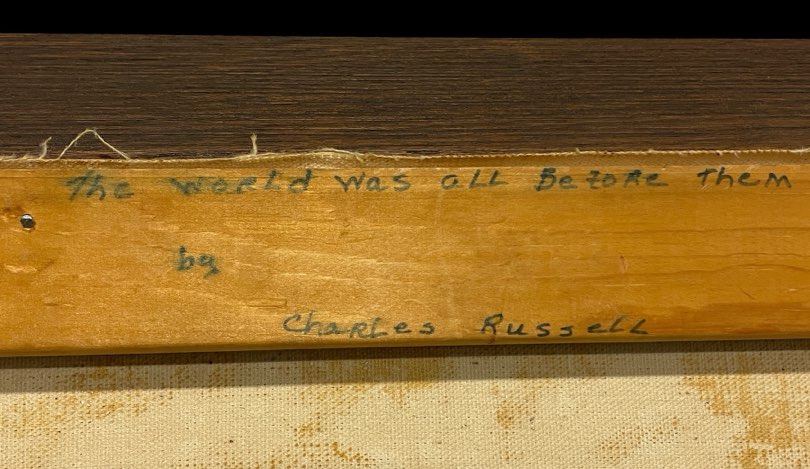 the world was all BeFoRe Them
by
ChaRLes RusseLL